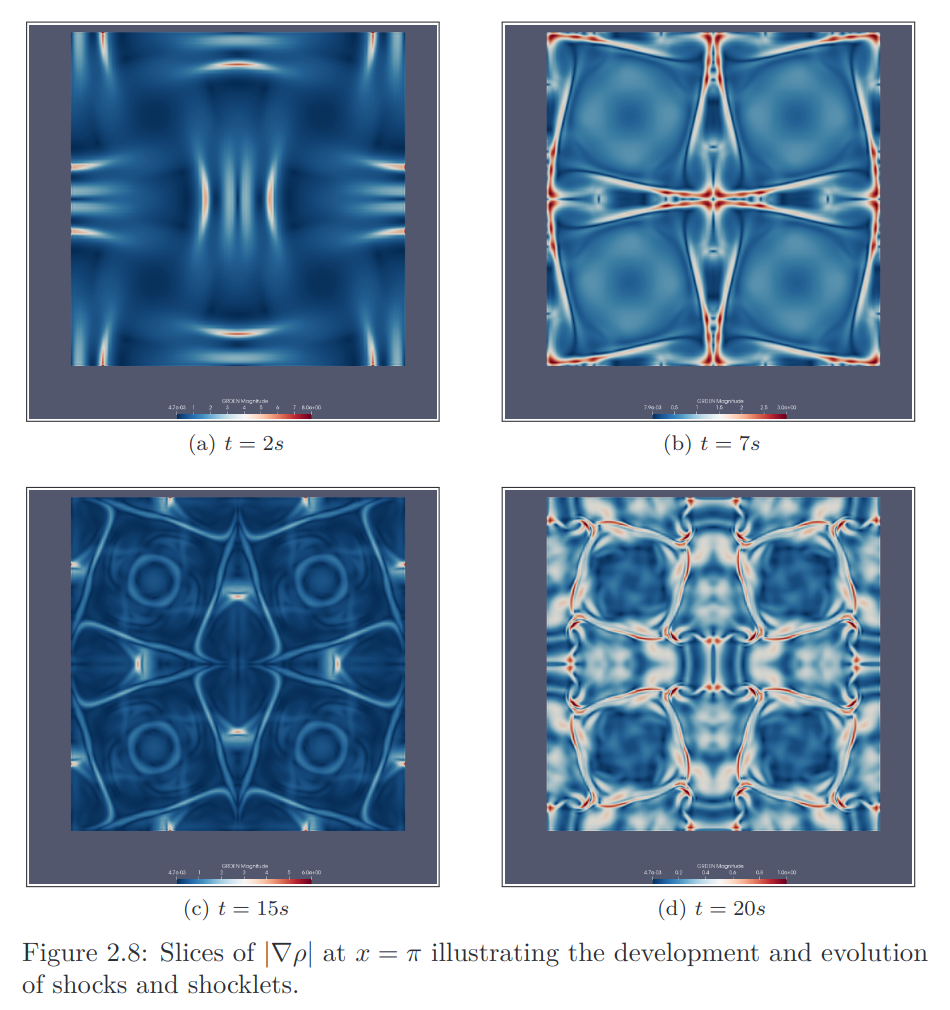 GRDEN Magnitude
4.7e-03 1 2 3 4 5 6 7 8.0e+00
GRDEN Magnitude
7.9e-03 0.5 1 1.5 2 2.5 3.0e+00
(a) t = 2s
(b) t = 7s
GRDEN Magnitude
4.7e-03 1 2 3 4 5 6.0e+00
GRDEN Magnitude
4.7e-03 0.2 0.4 0.6 0.8 1.0e+00
(c) t = 15s
(d) t = 20s
Figure 2.8: Slices of |∇ρ| at x = π illustrating the development and evolution
of shocks and shocklets.